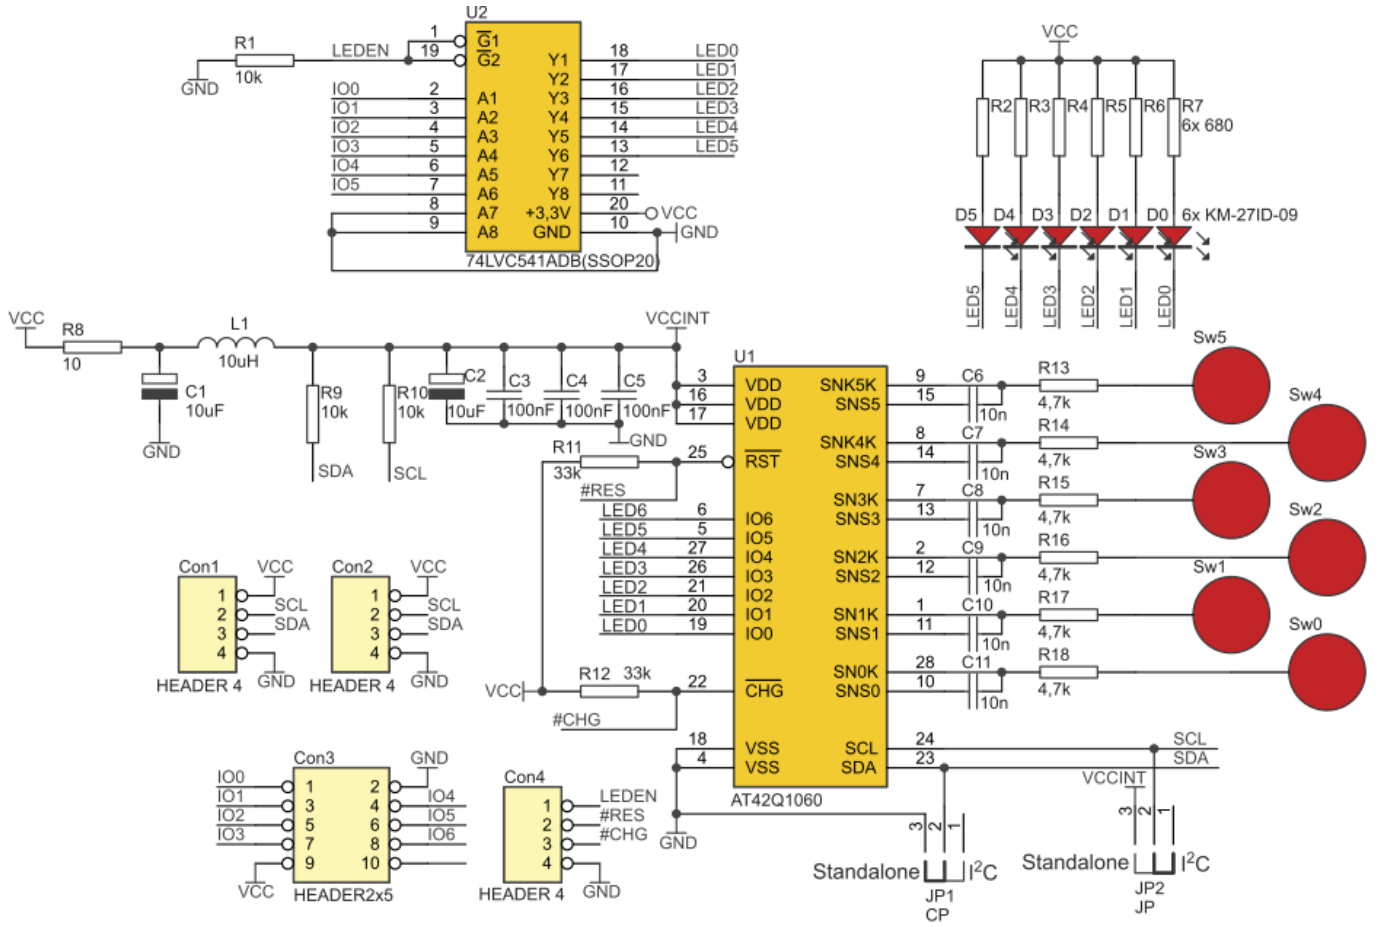 U2
R1
10k
GND
LEDEN
1
19
G1
G2
IO0 2 A1
IO1 3 A2
IO2 4 A3
IO3 5 A4
IO4 6 A5
IO5 7 A6
8 A7
9 A8
Y1 18 LED0
Y2 17 LED1
Y3 16 LED2
Y4 15 LED3
Y5 14 LED4
Y6 13 LED5
Y7 12
Y8 11
+3,3V 20 VCC
GND 10 GND
74LVC541ADB(SSOP20)
VCC
R2 R3 R4 R5 R6 R7
6x 680
D5 D4 D3 D2 D1 D0 6x KM-27ID-09
LED5 LED4 LED3 LED2 LED1 LED0
VCC
R8
10
C1
10uF
GND
L1
10uH
R9
10k
SDA
R10
10k
SCL
C2
10uF
C3
100nF
C4
100nF
C5
100nF
GND
VCCINT
U1
3 VDD
16 VDD
17 VDD
R11
33k
#RES
25 RST
LED6 6 IO6
LED5 5 IO5
LED4 27 IO4
LED3 26 IO3
LED2 21 IO2
LED1 20 IO1
LED0 19 IO0
VCC
R12 33k
#CHG
22 CHG
18 VSS
4 VSS
GND
SNK5K 9
SNS5 15
SNK4K 8
SNS4 14
SN3K 7
SNS3 13
SN2K 2
SNS2 12
SN1K 1
SNS1 11
SN0K 28
SNS0 10
SCL 24 SCL
SDA 23 SDA
AT42Q1060
C6
10n
R13
4,7k
Sw5
C7
10n
R14
4,7k
Sw4
C8
10n
R15
4,7k
Sw3
C9
10n
R16
4,7k
Sw2
C10
10n
R17
4,7k
Sw1
C11
10n
R18
4,7k
Sw0
3 2 1
Standalone I²C
JP1
CP
VCCINT
3 2 1
Standalone I²C
JP2
JP
Con1
1 VCC
2 SCL
3 SDA
4 GND
HEADER 4
Con2
1 VCC
2 SCL
3 SDA
4 GND
HEADER 4
Con3
GND
IO0 1 2
IO1 3 4 IO4
IO2 5 6 IO5
IO3 7 8 IO6
VCC 9 10
HEADER2x5
Con4
1 LEDEN
2 #RES
3 #CHG
4 GND
HEADER 4